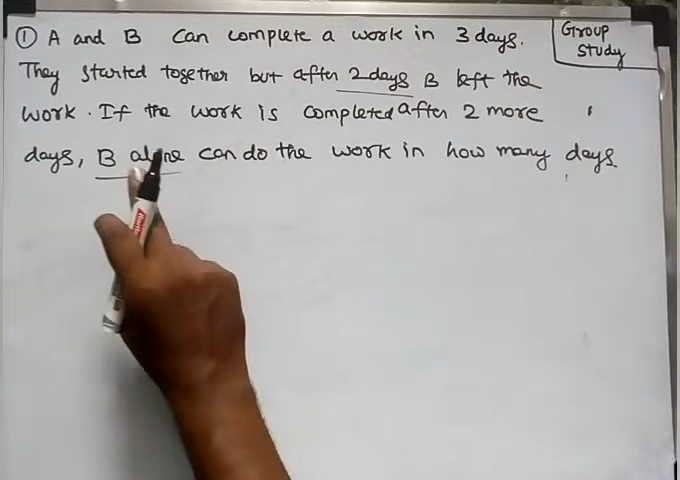 ① A and B can complete a work in 3 days.
Group
Study
They started together but after 2 days B left the
work. If the work is completed after 2 more
days, B alone can do the work in how many days